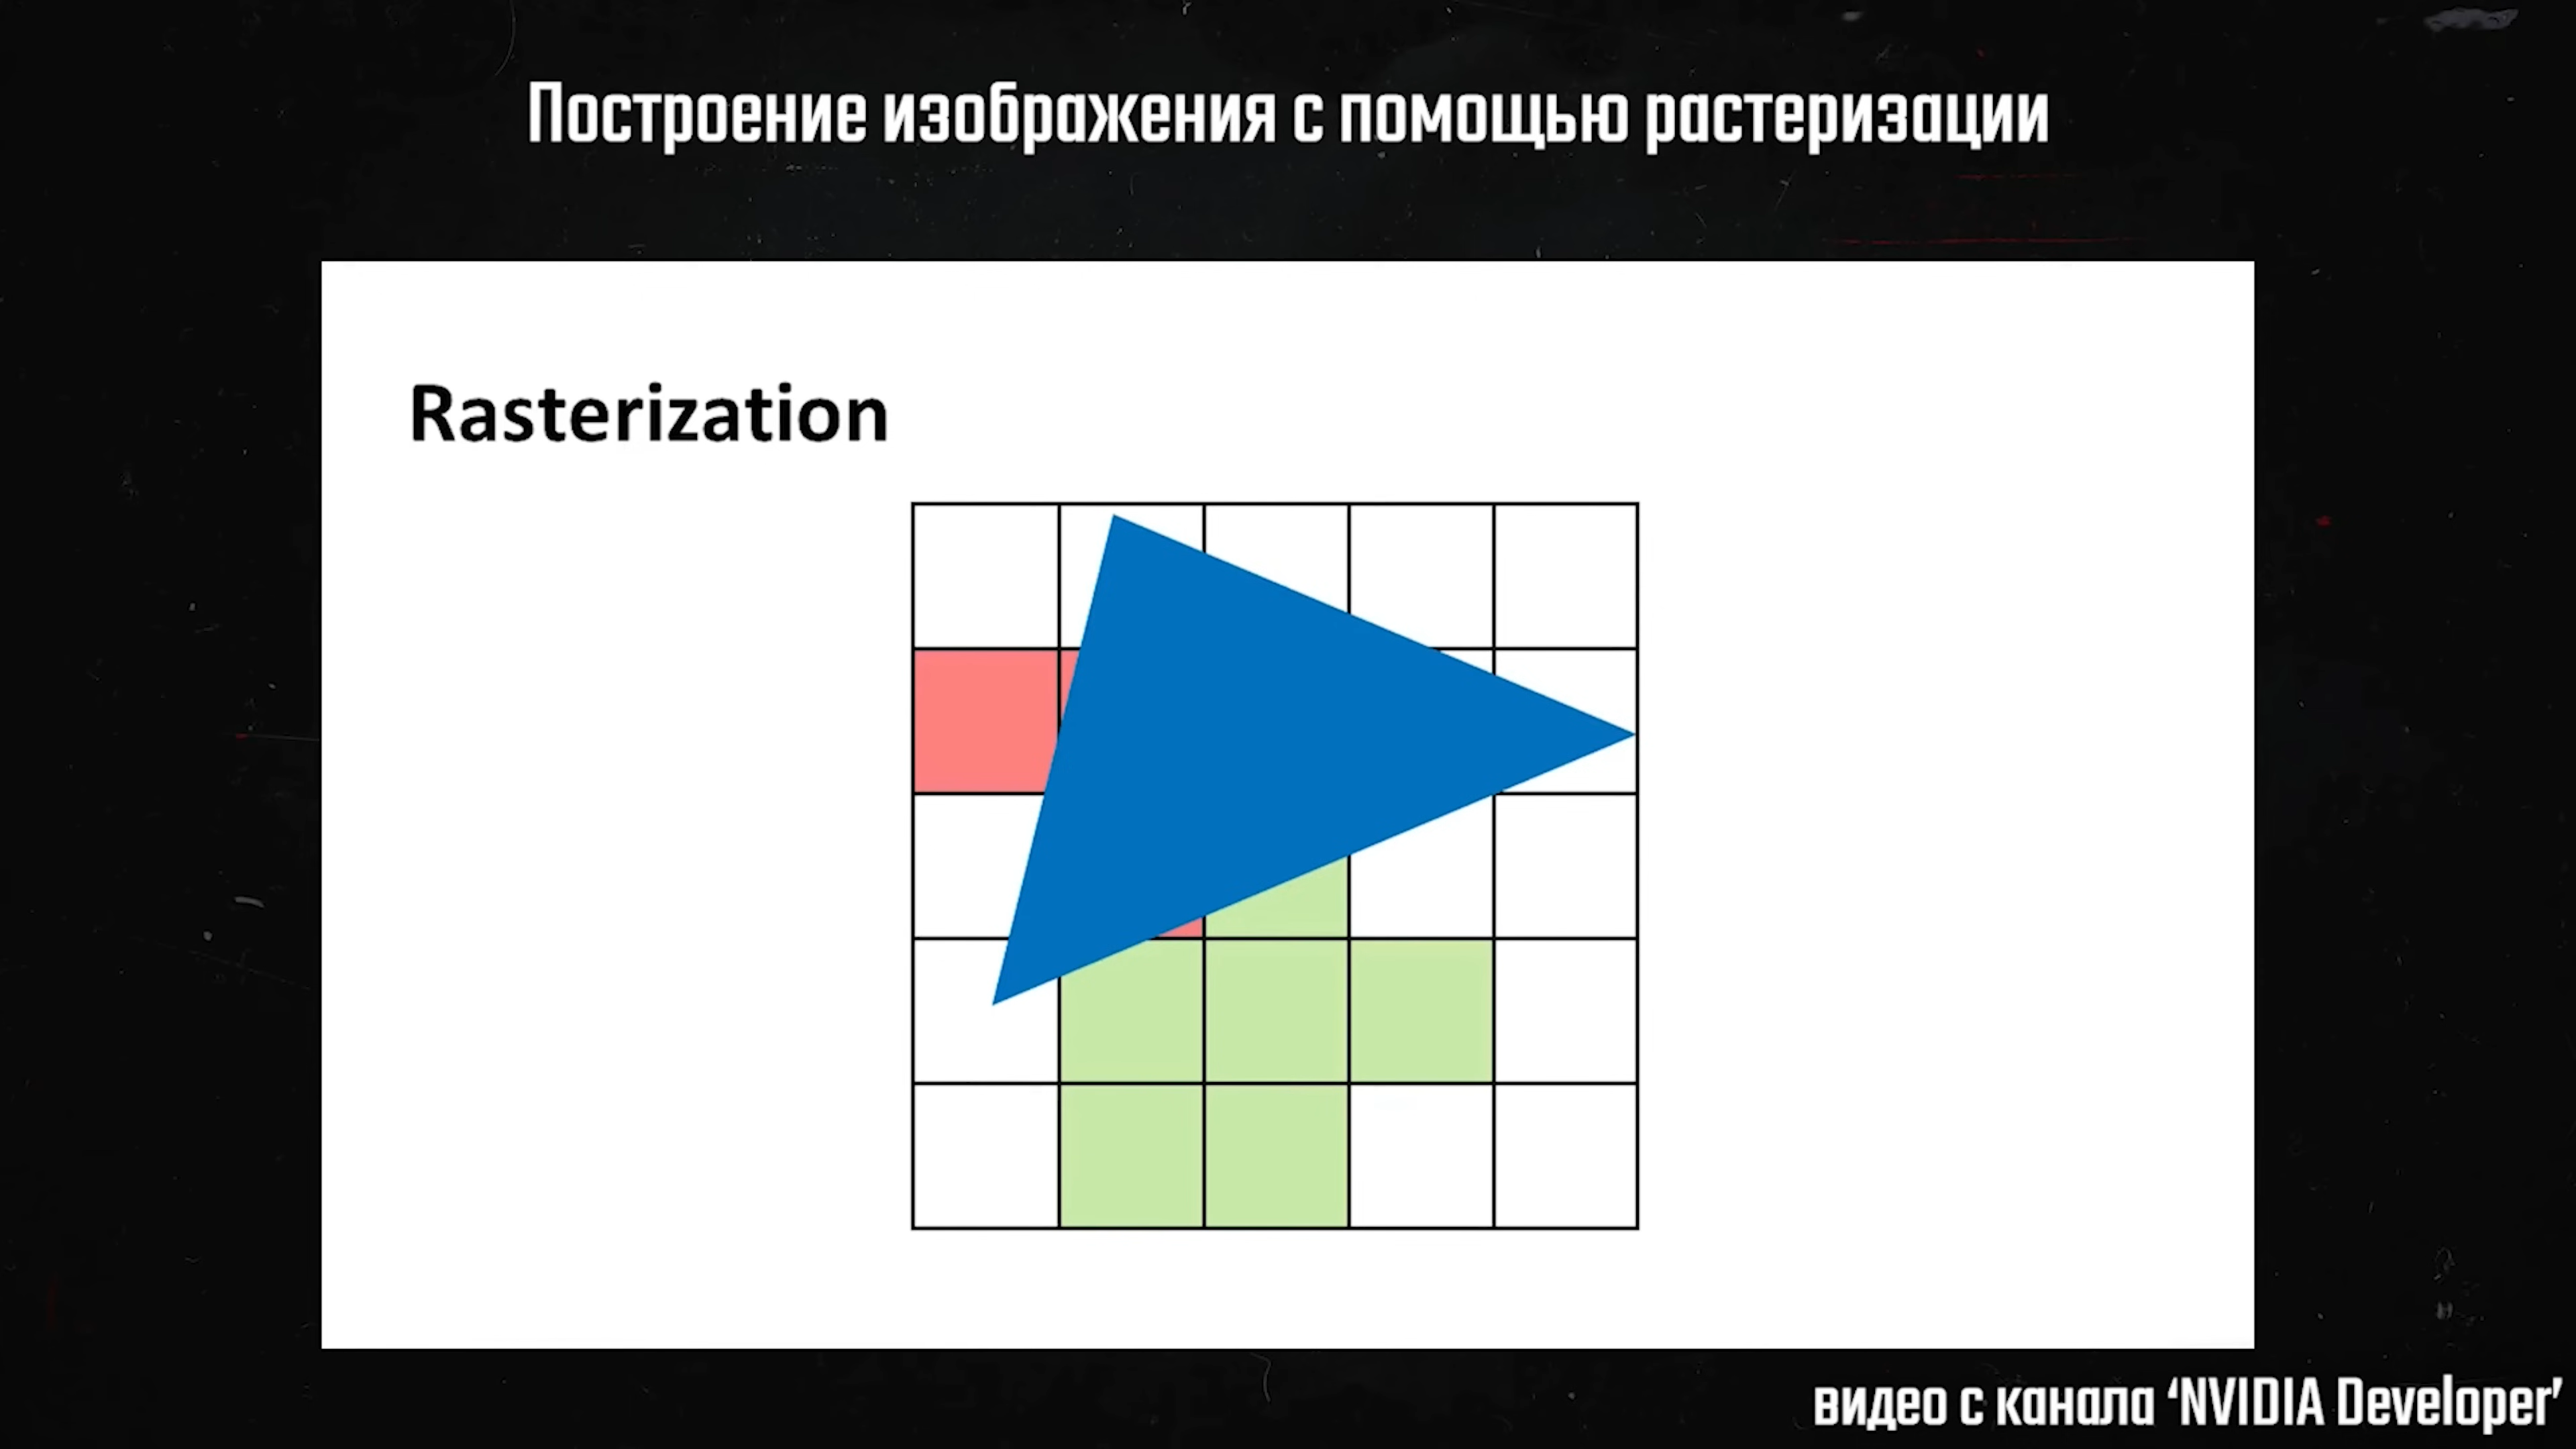 Построение изображения с помощью растеризации
Rasterization
видео с канала ‘NVIDIA Developer’